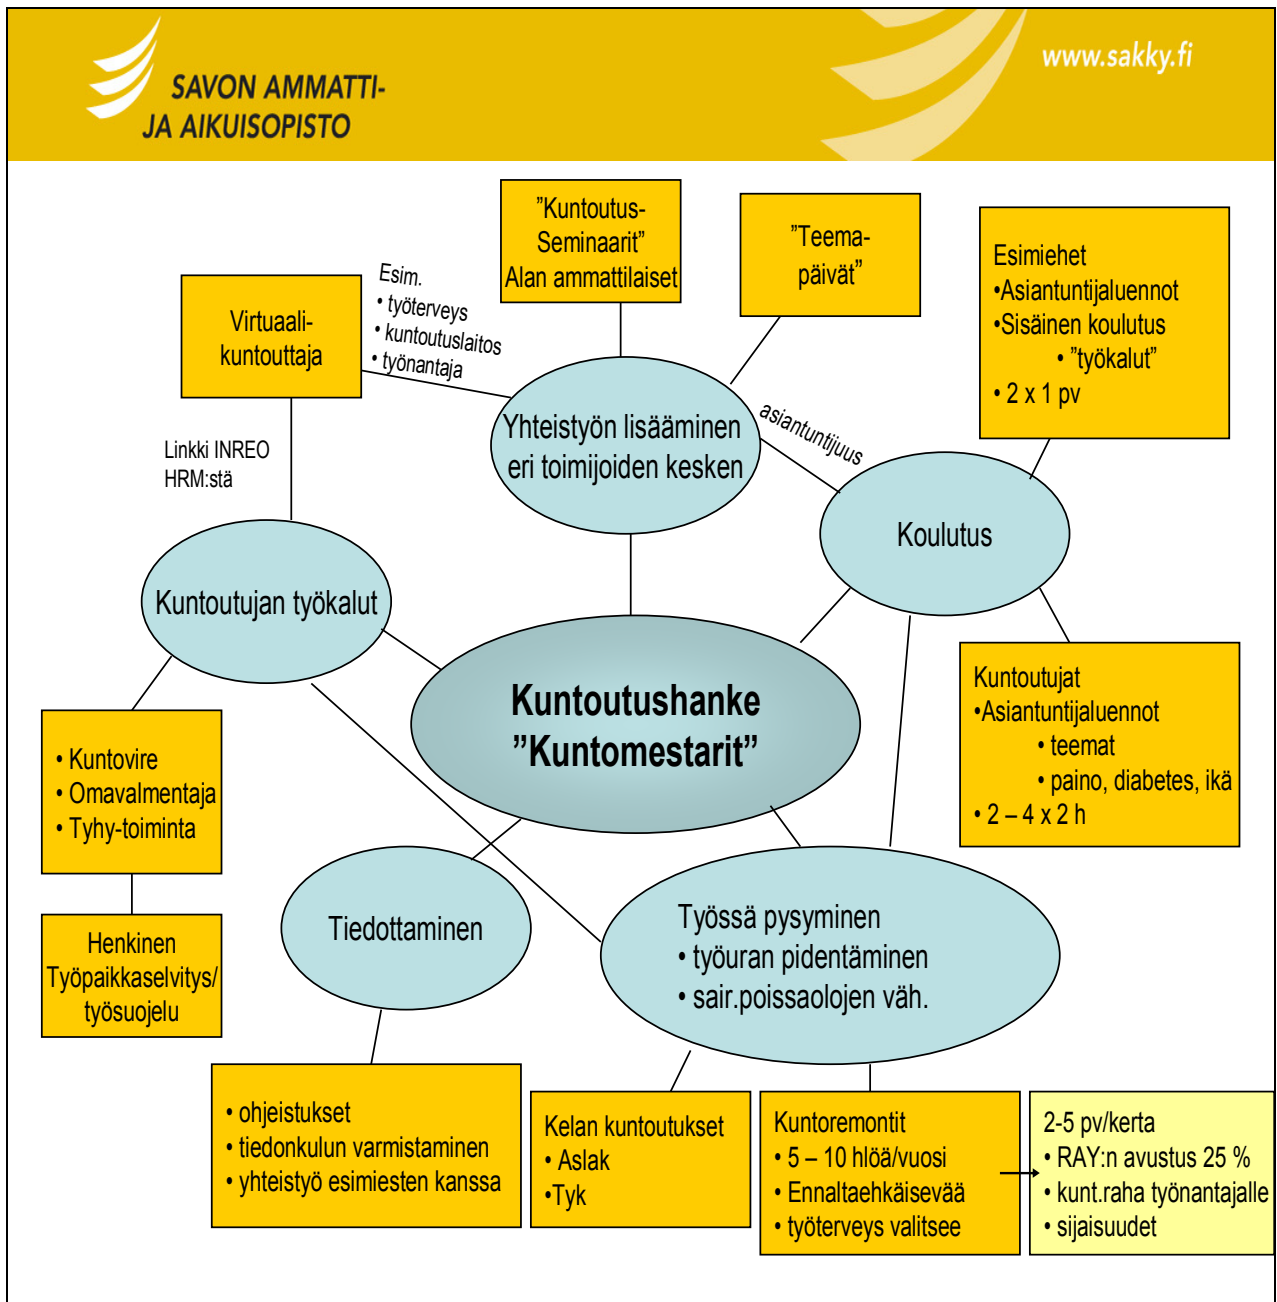 SAVON AMMATTI-
JA AIKUISOPISTO
www.sakky.fi
”Kuntoutus-
Seminaarit”
Alan ammattilaiset
”Teema-
päivät”
Esimiehet
•Asiantuntijaluennot
•Sisäinen koulutus
• ”työkalut”
• 2 x 1 pv
Esim.
• työterveys
• kuntoutuslaitos
• työnantaja
Virtuaali-
kuntouttaja
Yhteistyön lisääminen
eri toimijoiden kesken
asiantuntijuus
Linkki INREO
HRM:stä
Koulutus
Kuntoutujan työkalut
Kuntoutushanke
”Kuntomestarit”
Kuntoutujat
•Asiantuntijaluennot
• teemat
• paino, diabetes, ikä
• 2 – 4 x 2 h
• Kuntovire
• Omavalmentaja
• Tyhy-toiminta
Henkinen
Työpaikkaselvitys/
työsuojelu
Tiedottaminen
Työssä pysyminen
• työuran pidentäminen
• sair.poissaolojen väh.
• ohjeistukset
• tiedonkulun varmistaminen
• yhteistyö esimiesten kanssa
Kelan kuntoutukset
• Aslak
•Tyk
Kuntoremontit
• 5 – 10 hlöä/vuosi
• Ennaltaehkäisevää
• työterveys valitsee
2-5 pv/kerta
• RAY:n avustus 25 %
• kunt.raha työnantajalle
• sijaisuudet